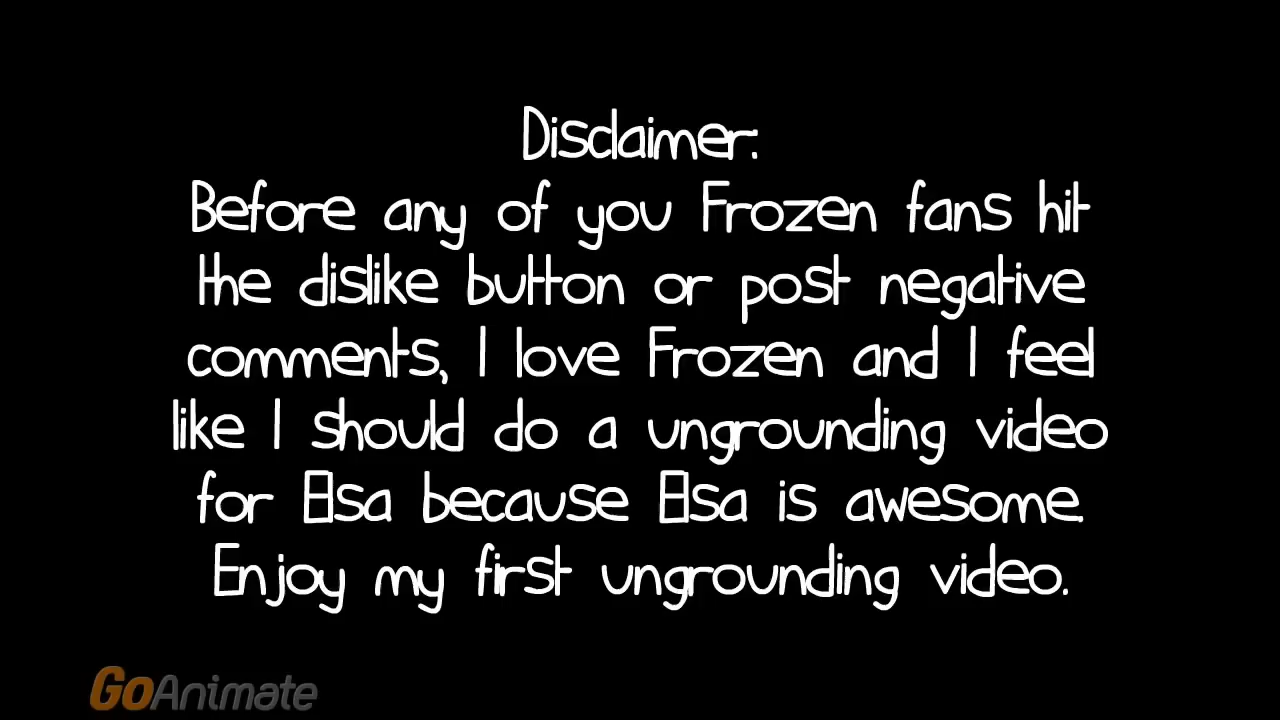 Disclaimer:
Before any of you Frozen fans hit
the dislike button or post negative
comments, I love Frozen and I feel
like I should do a ungrounding video
for Elsa because Elsa is awesome.
Enjoy my first ungrounding video.
GoAnimate